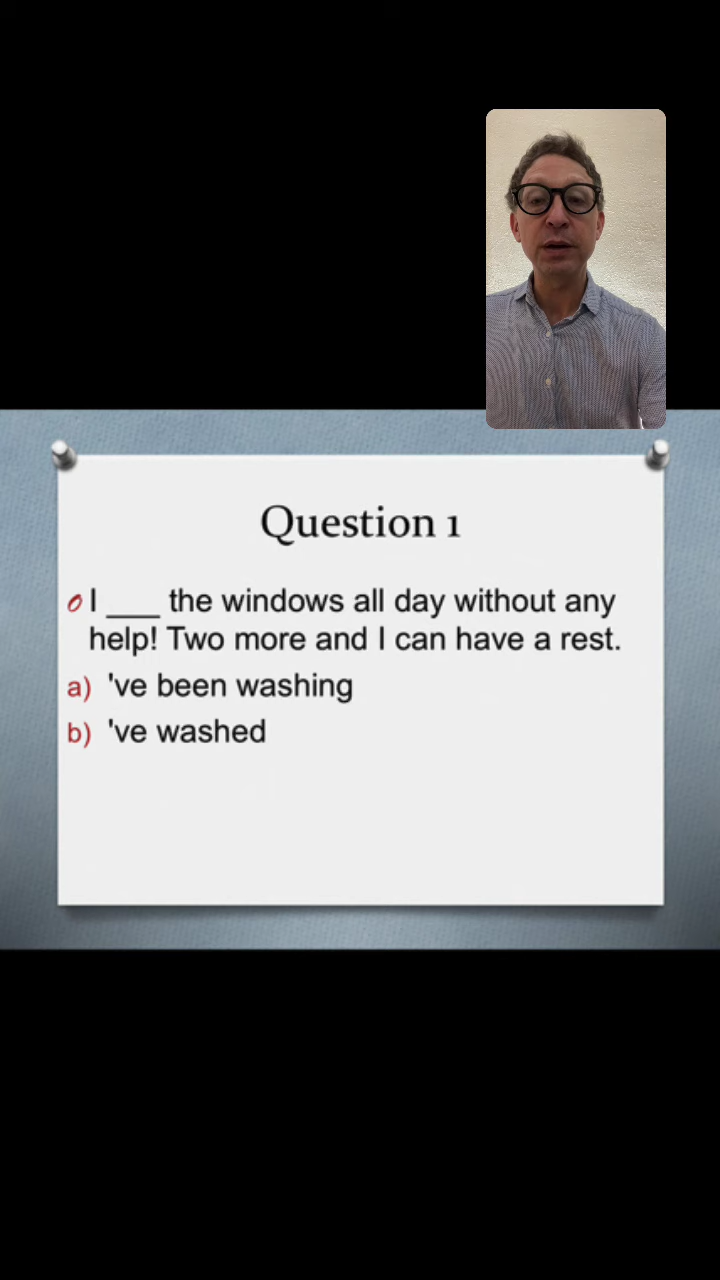 Question 1
I ___ the windows all day without any
help! Two more and I can have a rest.
a) 've been washing
b) 've washed